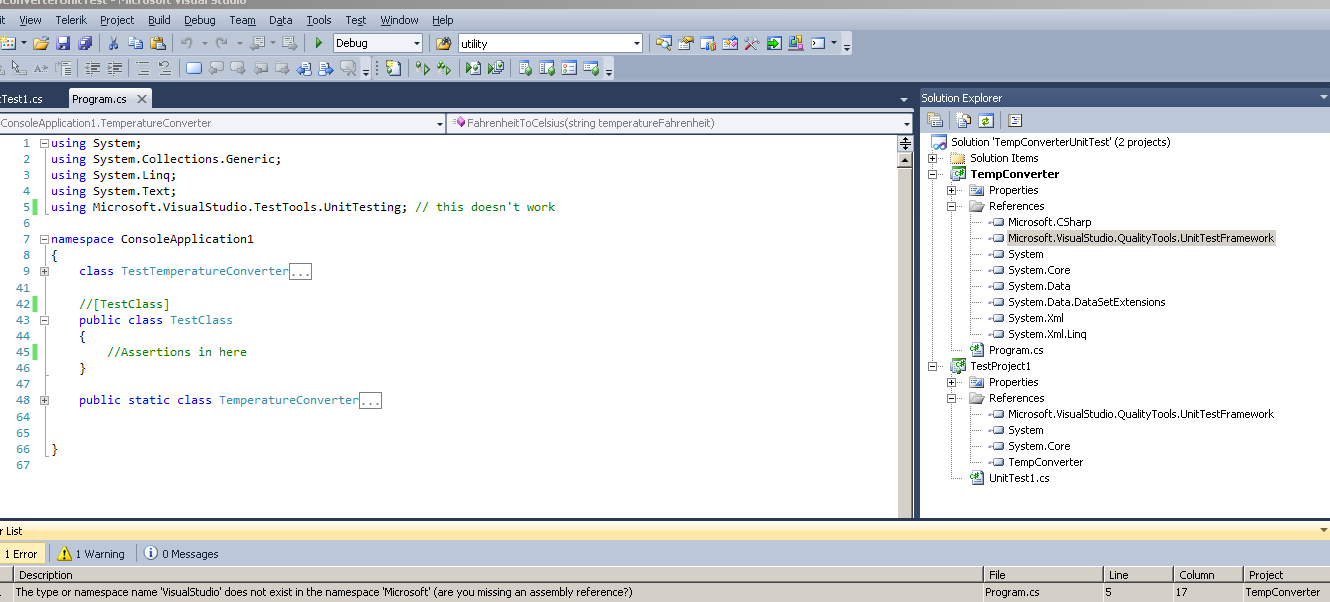 pConverterUnitTest - Microsoft Visual Studio
it View Telerik Project Build Debug Team Data Tools Test Window Help
Debug utility
tTest1.cs Program.cs
ConsoleApplication1.TemperatureConverter FahrenheitToCelsius(string temperatureFahrenheit)
1 using System;
2 using System.Collections.Generic;
3 using System.Linq;
4 using System.Text;
5 using Microsoft.VisualStudio.TestTools.UnitTesting; // this doesn't work
6
7 namespace ConsoleApplication1
8 {
9 class TestTemperatureConverter...
41
42 //[TestClass]
43 public class TestClass
44 {
45 //Assertions in here
46 }
47
48 public static class TemperatureConverter...
64
65
66 }
67
Solution Explorer
Solution 'TempConverterUnitTest' (2 projects)
Solution Items
TempConverter
Properties
References
Microsoft.CSharp
Microsoft.VisualStudio.QualityTools.UnitTestFramework
System
System.Core
System.Data
System.Data.DataSetExtensions
System.Xml
System.Xml.Linq
Program.cs
TestProject1
Properties
References
Microsoft.VisualStudio.QualityTools.UnitTestFramework
System
System.Core
TempConverter
UnitTest1.cs
r List
1 Error 1 Warning 0 Messages
Description File Line Column Project
The type or namespace name 'VisualStudio' does not exist in the namespace 'Microsoft' (are you missing an assembly reference?) Program.cs 5 17 TempConverter